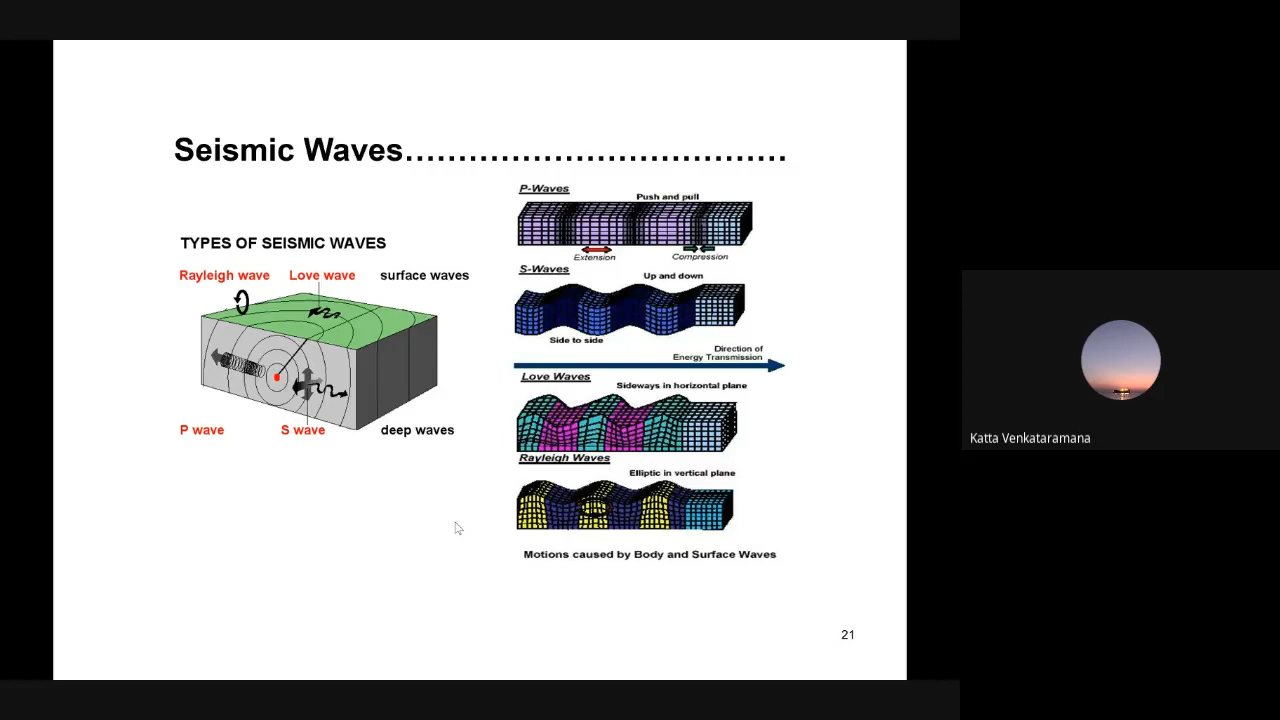 Seismic Waves...................................
TYPES OF SEISMIC WAVES
Rayleigh wave Love wave surface waves
P wave S wave deep waves
P-Waves
Push and pull
Extension Compression
S-Waves
Up and down
Side to side
Direction of
Energy Transmission
Love Waves
Sideways in horizontal plane
Rayleigh Waves
Elliptic in vertical plane
Motions caused by Body and Surface Waves
21
Katta Venkataramana